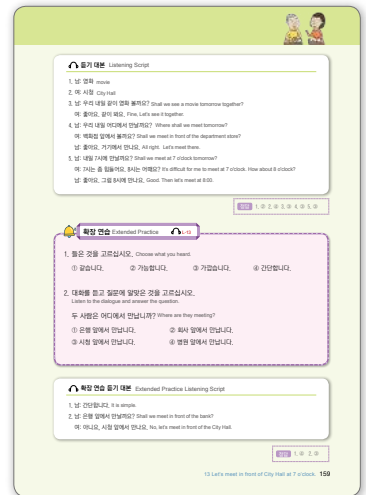 듣기 대본 Listening Script
1. 남: 영화 movie
2. 여: 시청 City Hall
3. 남: 우리 내일 같이 영화 볼까요? Shall we see a movie tomorrow together?
여: 좋아요. 같이 봐요. Fine, Let's see it together.
4. 남: 우리 내일 어디에서 만날까요? Where shall we meet tomorrow?
여: 백화점 앞에서 볼까요? Shall we meet in front of the department store?
남: 좋아요. 거기에서 만나요. All right. Let's meet there.
5. 남: 내일 7시에 만날까요? Shall we meet at 7 o'clock tomorrow?
여: 7시는 좀 힘들어요. 8시는 어때요? It's difficult for me to meet at 7 o'clock. How about 8 o'clock?
남: 좋아요. 그럼 8시에 만나요. Good. Then let's meet at 8:00.
정답
확장 연습 Extended Practice L-13
1. 들은 것을 고르십시오. Choose what you heard.
① 같습니다. ② 가능합니다. ③ 가깝습니다. ④ 간단합니다.
2. 대화를 듣고 질문에 알맞은 것을 고르십시오.
Listen to the dialogue and answer the question.
두 사람은 어디에서 만납니까? Where are they meeting?
① 은행 앞에서 만납니다. ② 회사 앞에서 만납니다.
③ 시청 앞에서 만납니다. ④ 병원 앞에서 만납니다.
확장 연습 듣기 대본 Extended Practice Listening Script
1. 남: 간단합니다. It is simple.
2. 남: 은행 앞에서 만날까요? Shall we meet in front of the bank?
여: 아니요, 시청 앞에서 만나요. No, let's meet in front of the City Hall.
정답 1. ④ 2. ③
13 Let's meet in front of City Hall at 7 o'clock. 159